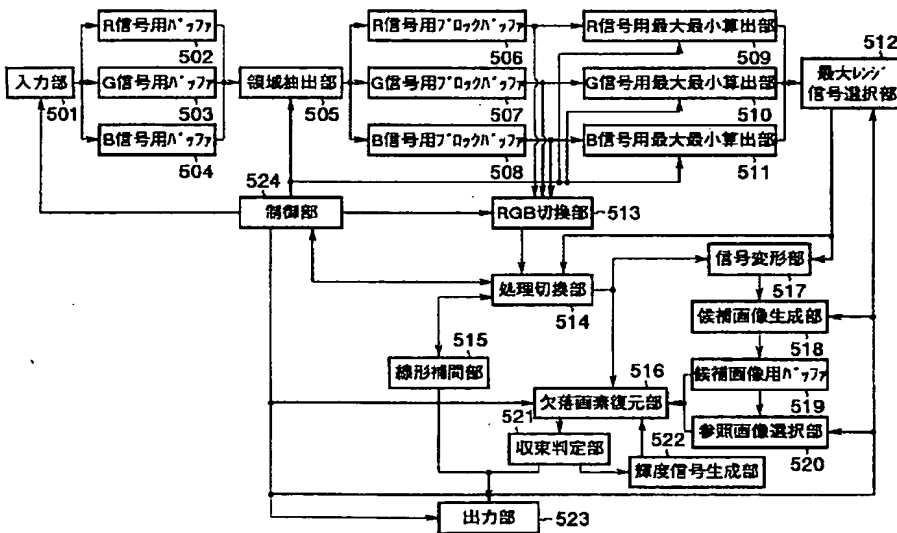 R信号用バッファ
502
R信号用ブロックバッファ
506
R信号用最大最小算出部
509
512
入力部
501
G信号用バッファ
503
領域抽出部
505
G信号用ブロックバッファ
507
G信号用最大最小算出部
510
最大レンジ
信号選択部
B信号用バッファ
504
B信号用ブロックバッファ
508
B信号用最大最小算出部
511
524
制御部
RGB切換部
513
信号変形部
517
処理切換部
514
候補画像生成部
518
515
線形補間部
516
候補画像用バッファ
519
欠落画素復元部
521
参照画像選択部
520
収束判定部
522
輝度信号生成部
出力部
523